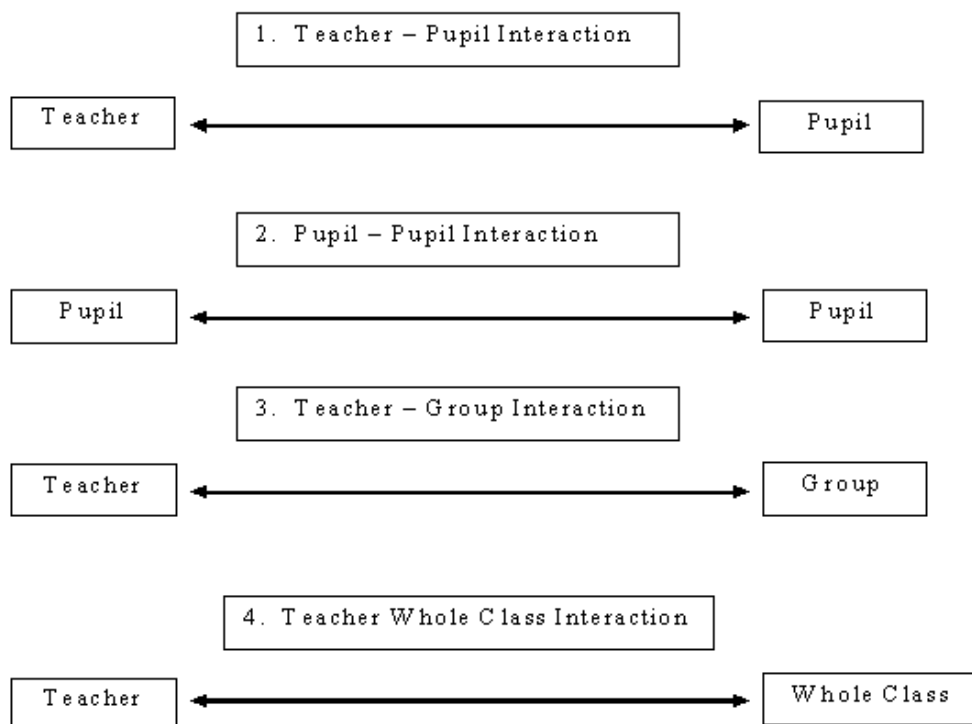 1. Teacher – Pupil Interaction
Teacher
Pupil
2. Pupil – Pupil Interaction
Pupil
Pupil
3. Teacher – Group Interaction
Teacher
Group
4. Teacher Whole Class Interaction
Teacher
Whole Class